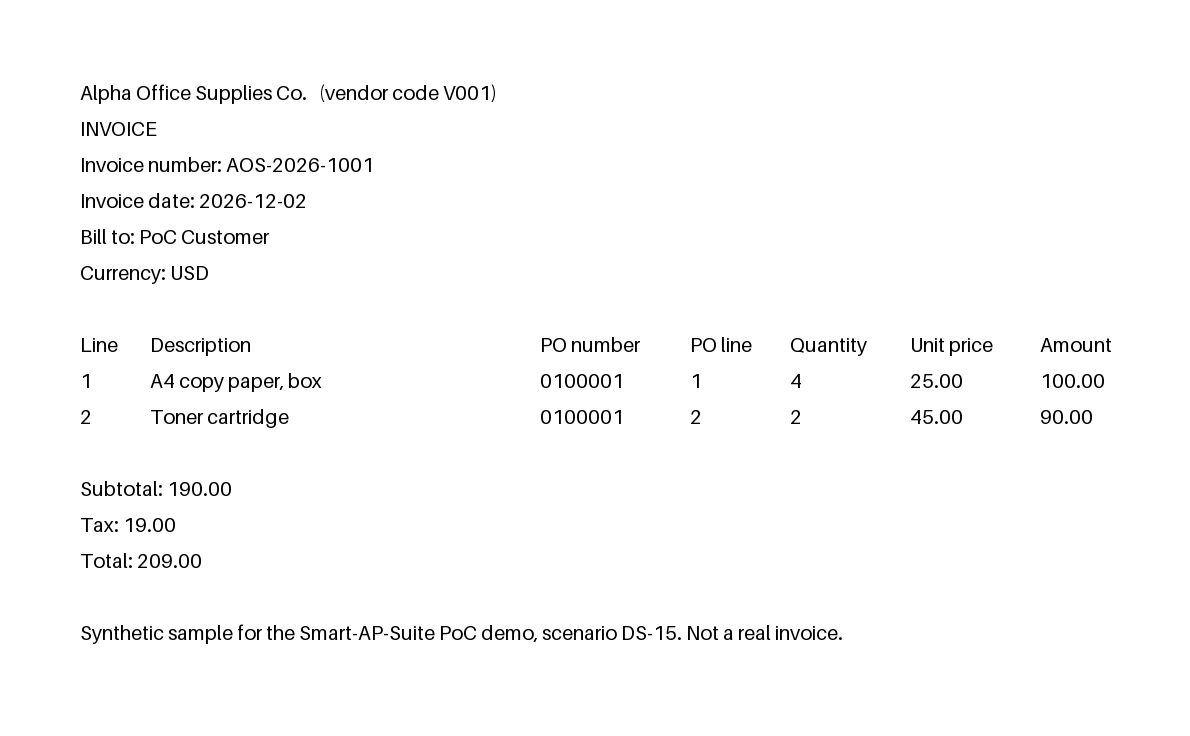 Alpha Office Supplies Co. (vendor code V001)
INVOICE
Invoice number: AOS-2026-1001
Invoice date: 2026-12-02
Bill to: PoC Customer
Currency: USD
Line Description PO number PO line Quantity Unit price Amount
1 A4 copy paper, box 0100001 1 4 25.00 100.00
2 Toner cartridge 0100001 2 2 45.00 90.00
Subtotal: 190.00
Tax: 19.00
Total: 209.00
Synthetic sample for the Smart-AP-Suite PoC demo, scenario DS-15. Not a real invoice.